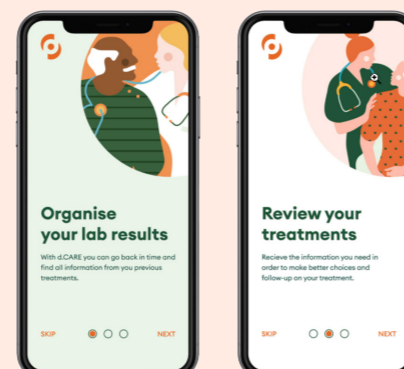 Organise
your lab results
With d.CARE you can go back in time and
find all information from you previous
treatments.
SKIP
NEXT
Review your
treatments
Recieve the information you need in
order to make better choices and
follow-up on your treatment.
SKIP
NEXT